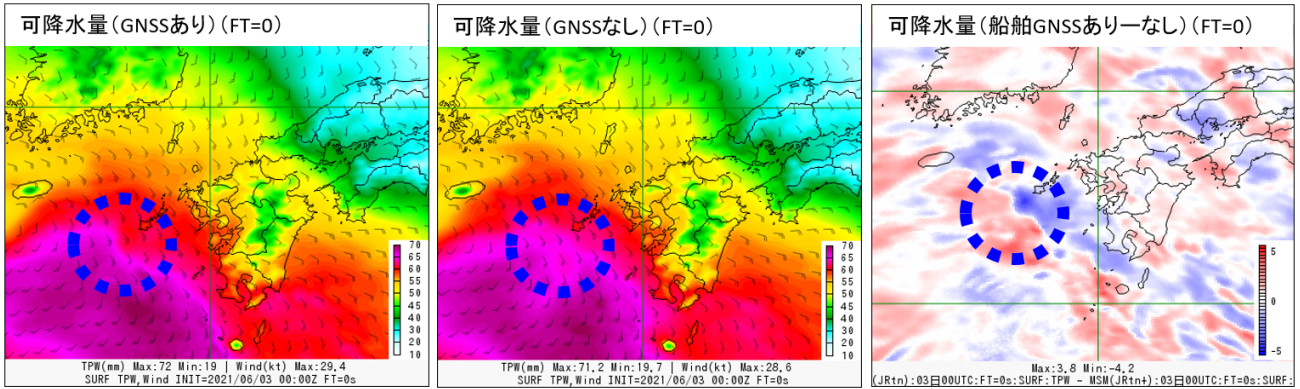 可降水量（GNSSあり）（FT=0）
70
65
60
55
50
45
40
30
20
10
TPW(mm) Max:72 Min:19 | Wind(kt) Max:29.4
SURF TPW,Wind INIT=2021/06/03 00:00Z FT=0s
可降水量（GNSSなし）（FT=0）
70
65
60
55
50
45
40
30
20
10
TPW(mm) Max:71.2 Min:19.7 | Wind(kt) Max:28.6
SURF TPW,Wind INIT=2021/06/03 00:00Z FT=0s
可降水量（船舶GNSSありーなし）（FT=0）
5
0
-5
Max:3.8 Min:-4.2
(JRtn):03日00UTC:FT=0s:SURF:TPW - MSM(JRtn+):03日00UTC:FT=0s:SURF: